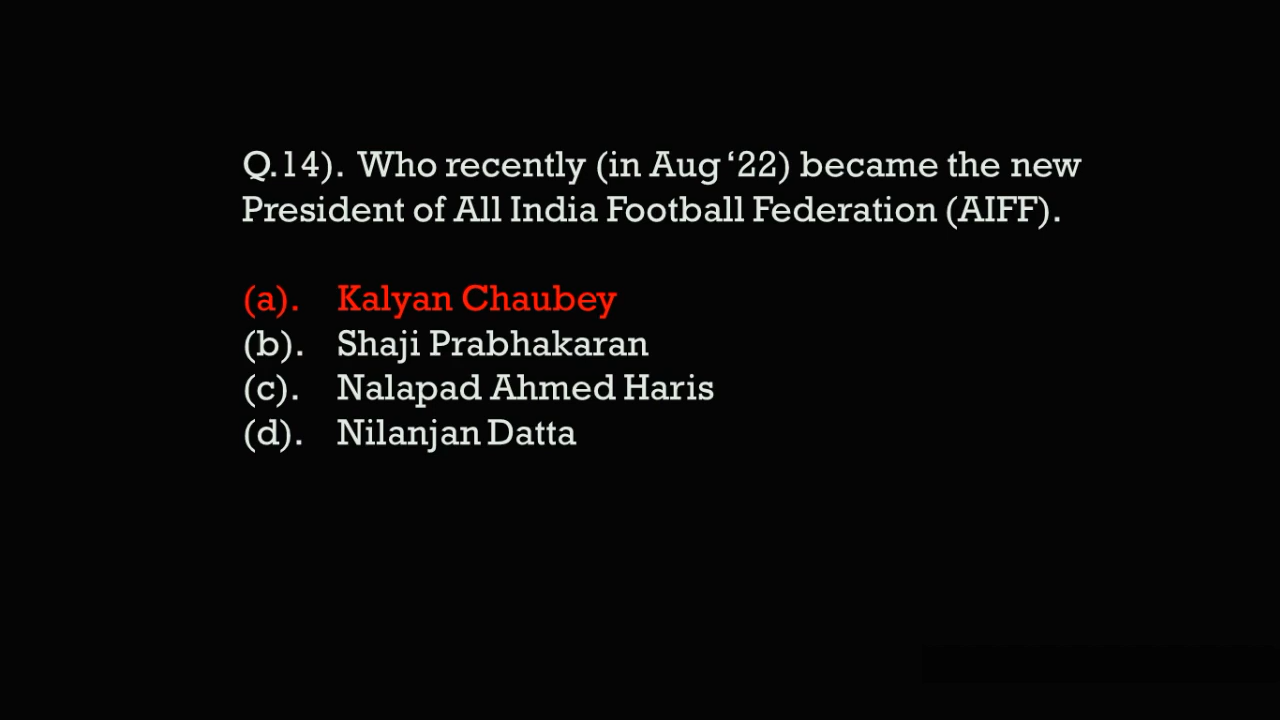 Q.14). Who recently (in Aug ‘22) became the new
President of All India Football Federation (AIFF).
(a). Kalyan Chaubey
(b). Shaji Prabhakaran
(c). Nalapad Ahmed Haris
(d). Nilanjan Datta